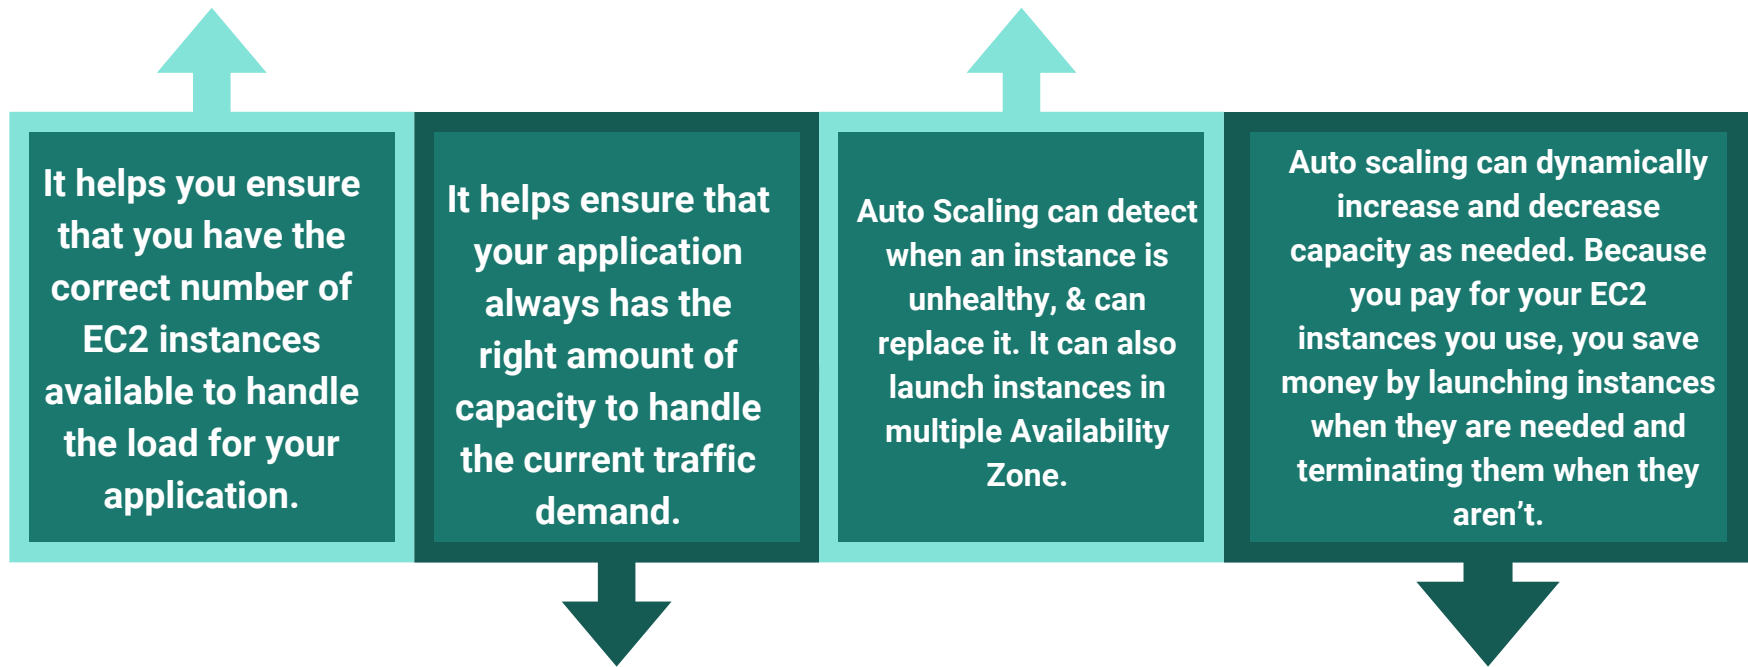 It helps you ensure
that you have the
correct number of
EC2 instances
available to handle
the load for your
application.
It helps ensure that
your application
always has the
right amount of
capacity to handle
the current traffic
demand.
Auto Scaling can detect
when an instance is
unhealthy, & can
replace it. It can also
launch instances in
multiple Availability
Zone.
Auto scaling can dynamically
increase and decrease
capacity as needed. Because
you pay for your EC2
instances you use, you save
money by launching instances
when they are needed and
terminating them when they
aren’t.